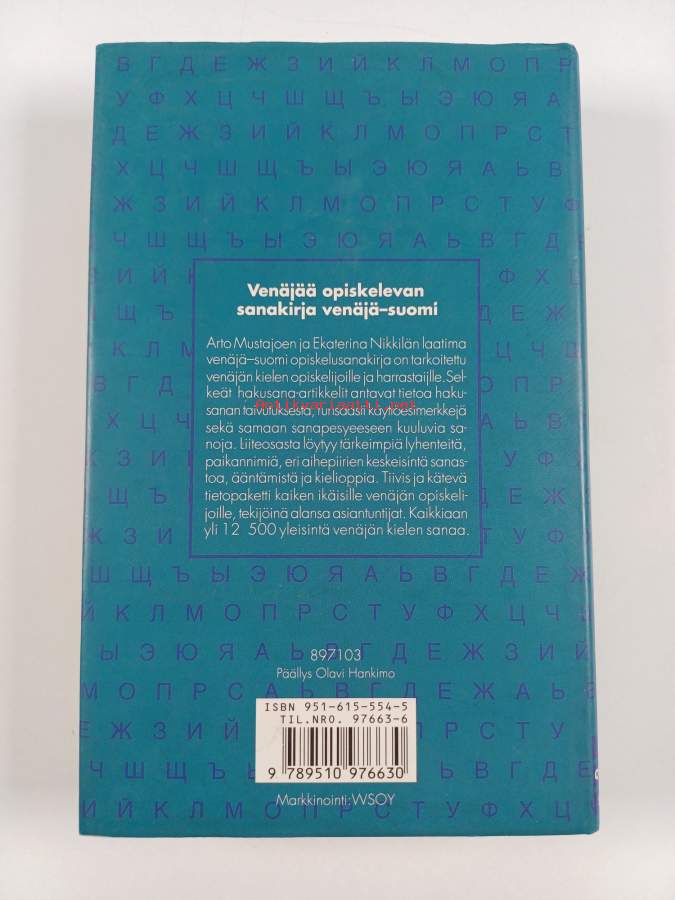 Б Г Д Е Ж З И Й К Л М О П Р
У Ф Х Ц Ч Ш Щ Ъ Ы Э Ю Я А
Д Е Ж З И Й К Л М О П Р С Т
Х Ц Ч Ш Щ Ъ Ы Э Ю Я А Ь В
Ж З И Й К Л М О П Р С Т У Ф
Ч Ш Щ Ъ Ы Э Ю Я А Ь В Г Д Е
Venäjää opiskelevan
sanakirja venäjä–suomi
Arto Mustajoen ja Ekaterina Nikkilän laatima
venäjä–suomi opiskelusanakirja on tarkoitettu
venäjän kielen opiskelijoille ja harrastajille. Sel-
keät hakusana-artikkelit antavat tietoa haku-
sanan taivutuksesta, runsaasti käyttöesimerkkejä
sekä samaan sanapesyeeseen kuuluvia sa-
noja. Liiteosasta löytyy tärkeimpiä lyhenteitä,
paikannimiä, eri aihepiirien keskeisintä sanas-
toa, ääntämistä ja kielioppia. Tiivis ja kätevä
tietopaketti kaiken ikäisille venäjän opiskeli-
joille, tekijöinä alansa asiantuntijat. Kaikkiaan
yli 12 500 yleisintä venäjän kielen sanaa.
Antikvariaatti.net
Ш Щ Ъ Ы Э Ю Я А Ь В Г Д Е Ж
И Й К Л М О П Р С Т У Ф Х Ц Ч
Ы Э Ю Я А Ь В Г Д Е Ж З И Й
897103
Päällys Olavi Hankimo
М О П Р С А Ь В Г Д Е Ж А Ь
ISBN 951-615-554-5
TIL.NRO. 97663-6
9 789510 976630
Markkinointi: WSOY
И Й К Л М О П Р С Т У Ф Х Ц